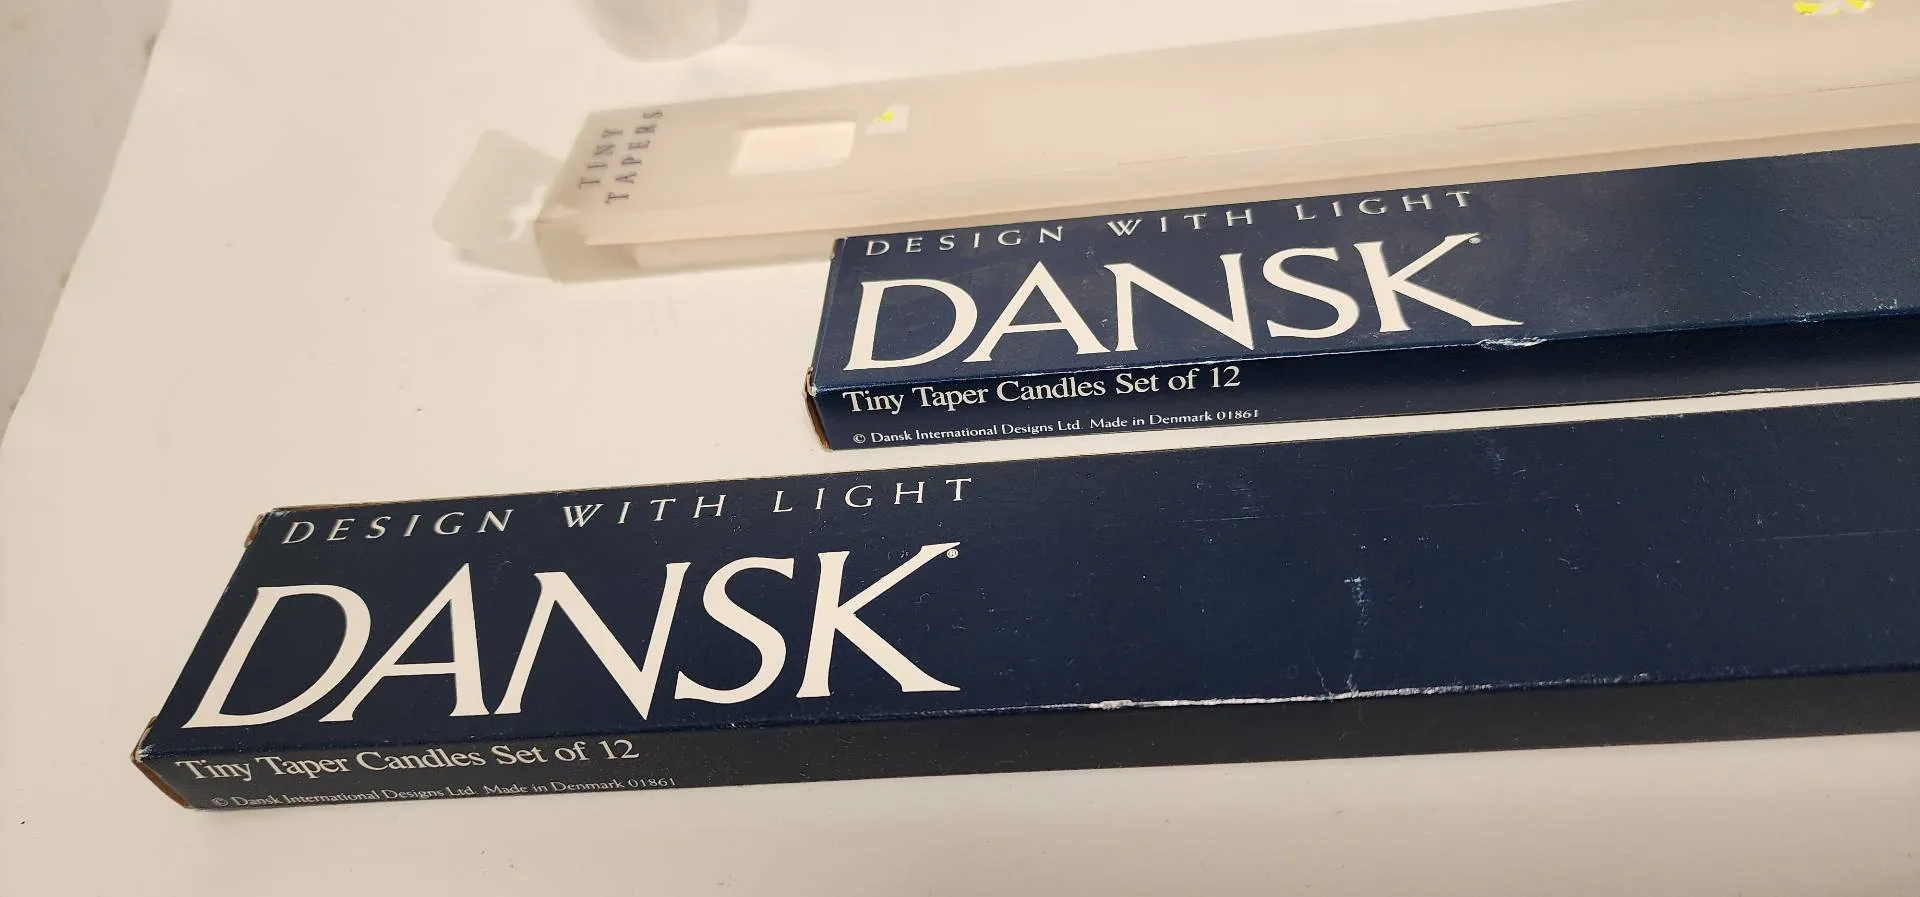 TINY
TAPERS
DESIGN WITH LIGHT
DANSK®
Tiny Taper Candles Set of 12
© Dansk International Designs Ltd. Made in Denmark 01861
DESIGN WITH LIGHT
DANSK®
Tiny Taper Candles Set of 12
© Dansk International Designs Ltd. Made in Denmark 01861